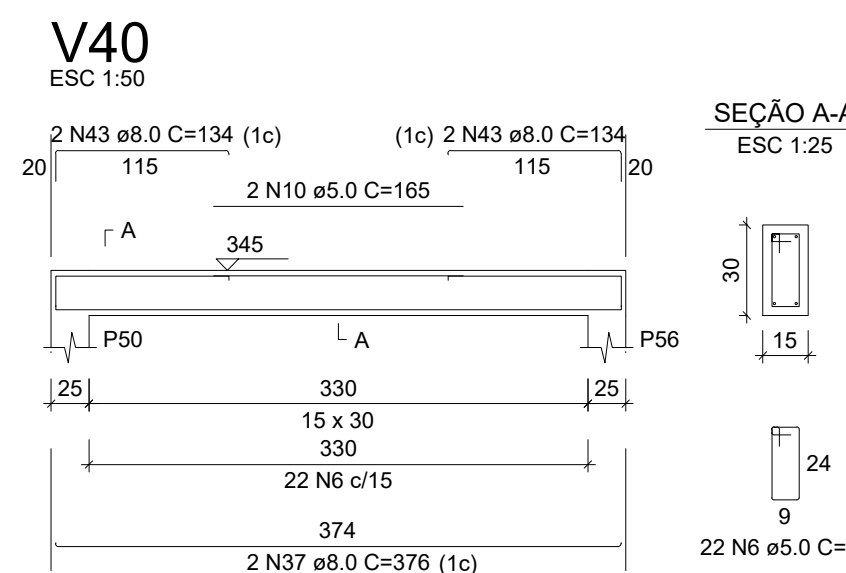 V40
ESC 1:50
2 N43 ø8.0 C=134 (1c)
(1c) 2 N43 ø8.0 C=134
20
115
115
20
2 N10 ø5.0 C=165
A
345
P50
A
P56
25
330
25
15 x 30
330
22 N6 c/15
374
2 N37 ø8.0 C=376 (1c)
SEÇÃO A-A
ESC 1:25
30
15
24
9
22 N6 ø5.0 C=